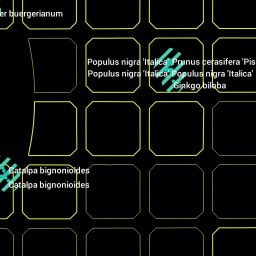 er buergerianum
Populus nigra 'Italica' Prunus cerasifera 'Pis
Populus nigra 'Italica' Populus nigra 'Italica'
Ginkgo biloba
Catalpa bignonioides
Catalpa bignonioides